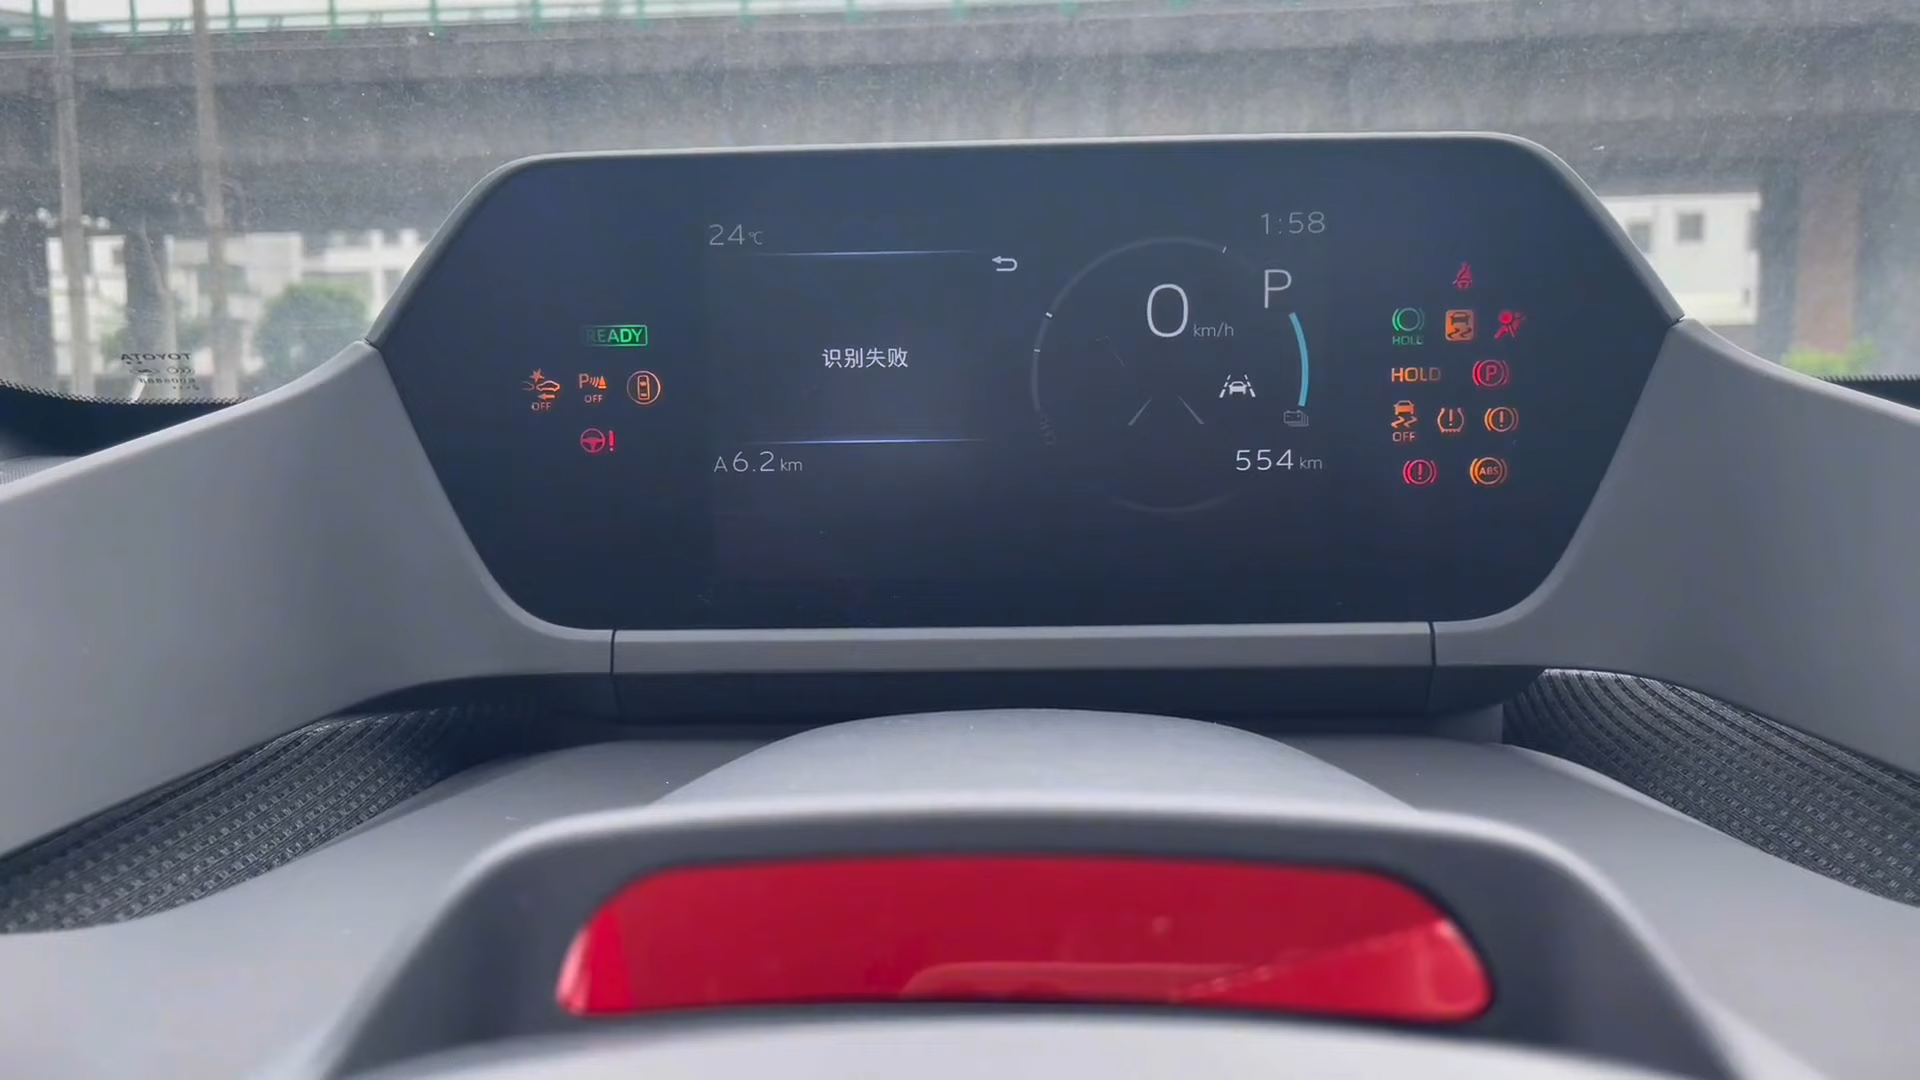 24℃
1:58
READY
0 km/h
P
识别失败
HOLD
OFF
P OFF
HOLD
P
OFF
A 6.2 km
554 km
ABS
TOYOTA